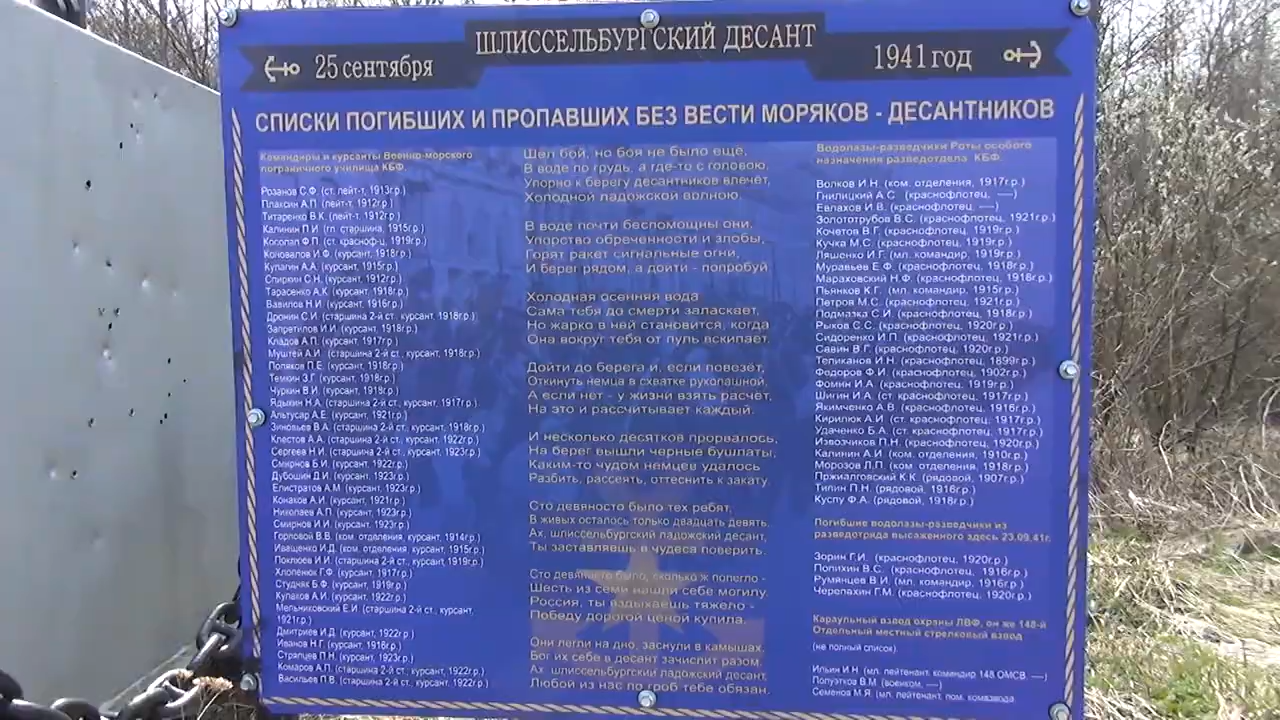 ШЛИССЕЛЬБУРГСКИЙ ДЕСАНТ
25 сентября
1941 год
СПИСКИ ПОГИБШИХ И ПРОПАВШИХ БЕЗ ВЕСТИ МОРЯКОВ - ДЕСАНТНИКОВ
Командиры и курсанты Военно-морского
пограничного училища КБФ.
Розанов С.Ф. (ст. лейт-т, 1913г.р.)
Плаксин А.П. (лейт-т, 1912г.р)
Титаренко В.К. (лейт-т. 1912г.р.)
Калинин П.И (гл. старшина, 1915г.р.)
Косолап Ф.П. (ст. красноф-ц, 1919г.р.)
Коновалов И.Ф. (курсант, 1918г.р.)
Кулагин А.А. (курсант, 1915г.р.)
Спиркин С.Н. (курсант, 1912г.р.)
Тарасенко А.К. (курсант, 1918г.р.)
Вавилов Н.И. (курсант, 1916г.р.)
Дронин С.И. (старшина 2-й ст. курсант, 1918г.р.)
Запретилов И.И. (курсант, 1918г.р.)
Кладов А.П. (курсант, 1917г.р.)
Муштей А.И. (старшина 2-й ст., курсант, 1918г.р.)
Поляков П.Е. (курсант, 1918г.р.)
Темкин З.Г. (курсант, 1918г.р.)
Чуркин В.И. (курсант, 1918г.р.)
Ядыкин Н.А. (старшина 2-й ст., курсант, 1917г.р.)
Альтусар А.Е. (курсант, 1921г.р.)
Зиновьев В.А. (старшина 2-й ст., курсант, 1918г.р.)
Клестов А.А. (старшина 2-й ст., курсант, 1922г.р.)
Сергеев Н.И. (старшина 2-й ст., курсант, 1923г.р.)
Смирнов Б.И. (курсант, 1922г.р.)
Дубошин Д.И. (курсант, 1923г.р.)
Елистратов А.М. (курсант, 1923г.р.)
Конаков А.И. (курсант, 1921г.р.)
Николаев А.П. (курсант, 1923г.р.)
Смирнов И.И. (курсант, 1923г.р.)
Горловой В.В. (ком. отделения, курсант, 1914г.р.)
Иващенко И.Д. (ком. отделения, курсант, 1915г.р.)
Поклюев И.И. (старшина 2-й ст., курсант, 1919г.р.)
Хлопенюк Г.Ф. (курсант, 1917г.р.)
Студняк Б.Ф. (курсант, 1919г.р.)
Кулаков А.И. (курсант, 1922г.р.)
Мельниковский Е.И. (старшина 2-й ст., курсант,
1921г.р.)
Дмитриев И.Д. (курсант, 1922г.р.)
Иванов Н.Г. (курсант, 1918г.р.)
Стряпцев П.Н. (курсант, 1923г.р.)
Комаров А.П. (старшина 2-й ст., курсант, 1922г.р.)
Васильев П.В. (старшина 2-й ст., курсант, 1922г.р.)
Шел бой, но боя не было еще,
В воде по грудь, а где-то с головою.
Упорно к берегу десантников влечёт,
Холодной ладожской волною.
В воде почти беспомощны они.
Упорство обреченности и злобы,
Горят ракет сигнальные огни,
И берег рядом, а дойти - попробуй
Холодная осенняя вода
Сама тебя до смерти заласкает,
Но жарко в ней становится, когда
Она вокруг тебя от пуль вскипает.
Дойти до берега и, если повезёт,
Откинуть немца в схватке рукопашной,
А если нет - у жизни взять расчёт,
На это и рассчитывает каждый.
И несколько десятков прорвалось,
На берег вышли черные бушлаты,
Каким-то чудом немцев удалось
Разбить, рассеять, оттеснить к закату.
Сто девяносто было тех ребят,
В живых осталось только двадцать девять.
Ах, шлиссельбургский ладожский десант,
Ты заставляешь в чудеса поверить.
Сто девяносто было, сколько ж полегло -
Шесть из семи нашли себе могилу.
Россия, ты вздыхаешь тяжело -
Победу дорогой ценой купила.
Они легли на дно, заснули в камышах,
Бог их себе в десант зачислит разом.
Ах, шлиссельбургский ладожский десант,
Любой из нас по гроб тебе обязан.
Водолазы-разведчики Роты особого
назначения разведотдела КБФ.
Волков И.Н. (ком. отделения, 1917г.р.)
Гнилицкий А.С. (краснофлотец, ----)
Евлахов И.В. (краснофлотец, ----)
Золототрубов В.С. (краснофлотец, 1921г.р.)
Кочетов В.Г. (краснофлотец, 1919г.р.)
Кучка М.С. (краснофлотец, 1919г.р.)
Ляшенко И.Г. (мл. командир, 1919г.р.)
Муравьев Е.Ф. (краснофлотец, 1918г.р.)
Мараховский Н.Ф. (краснофлотец, 1918г.р.)
Пьянков К.Г. (мл. командир, 1915г.р.)
Петров М.С. (краснофлотец, 1921г.р.)
Подмазка С.И. (краснофлотец, 1918г.р.)
Рыхов С.С. (краснофлотец, 1920г.р.)
Сидоренко И.П. (краснофлотец, 1921г.р.)
Савин В.Г. (краснофлотец, 1920г.р.)
Тепиканов И.Н. (краснофлотец, 1899г.р.)
Федоров Ф.И. (краснофлотец, 1902г.р.)
Фомин И.А. (краснофлотец, 1919г.р.)
Шигин И.А. (ст. краснофлотец, 1917г.р.)
Якимченко А.В. (краснофлотец, 1916г.р.)
Кирилюк А.И. (ст. краснофлотец, 1917г.р.)
Удаченко Б.А. (ст. краснофлотец, 1917г.р.)
Извозчиков П.Н. (краснофлотец, 1920г.р.)
Калинин А.И. (ком. отделения, 1910г.р.)
Морозов Л.П. (ком. отделения, 1918г.р.)
Пржиалговский К.К. (рядовой, 1907г.р.)
Типин П.Н. (рядовой, 1916г.р.)
Куспу Ф.А. (рядовой, 1918г.р.)
Погибшие водолазы-разведчики из
разведотряда высаженного здесь 23.09.41г.
Зорин Г.И. (краснофлотец, 1920г.р.)
Попихин В.С. (краснофлотец, 1916г.р.)
Румянцев В.И. (мл. командир, 1916г.р.)
Черепахин Г.М. (краснофлотец, 1920г.р.)
Караульный взвод охраны ЛВФ, он же 148-й
Отдельный местный стрелковый взвод
(не полный список).
Ильин И.Н. (мл. лейтенант, командир 148 ОМСВ, ----)
Полуэтков В.М. (военком, ----)
Семенов М.Я. (мл. лейтенант, пом. комвзвода,